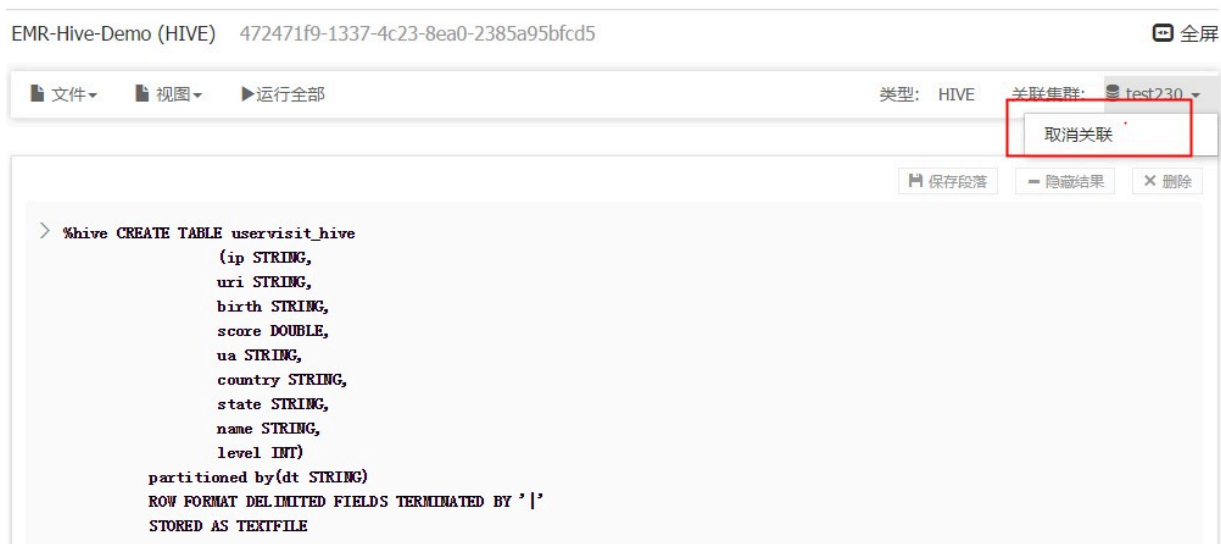 EMR-Hive-Demo (HIVE) 472471f9-1337-4c23-8ea0-2385a95bfcd5 全屏
文件 视图 运行全部 类型: HIVE 关联集群: test230
取消关联
保存段落 隐藏结果 删除
%hive CREATE TABLE uservisit_hive
(ip STRING,
uri STRING,
birth STRING,
score DOUBLE,
ua STRING,
country STRING,
state STRING,
name STRING,
level INT)
partitioned by(dt STRING)
ROW FORMAT DELIMITED FIELDS TERMINATED BY '|'
STORED AS TEXTFILE